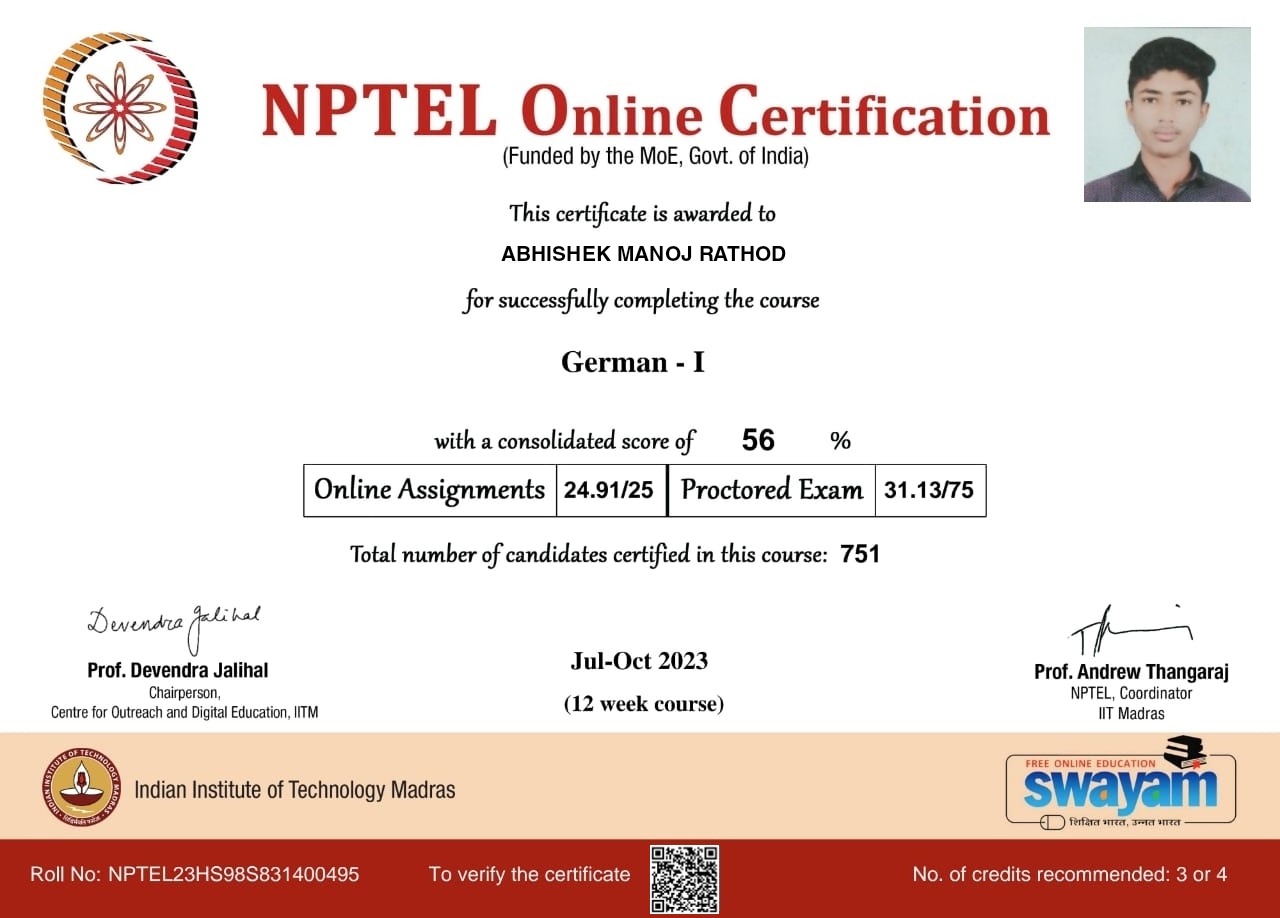 NPTEL Online Certification
(Funded by the MoE, Govt. of India)
This certificate is awarded to
ABHISHEK MANOJ RATHOD
for successfully completing the course
German - I
with a consolidated score of 56 %
Online Assignments 24.91/25 Proctored Exam 31.13/75
Total number of candidates certified in this course: 751
Devendra Jalihal
Prof. Devendra Jalihal
Chairperson,
Centre for Outreach and Digital Education, IITM
Jul-Oct 2023
(12 week course)
Prof. Andrew Thangaraj
NPTEL, Coordinator
IIT Madras
INDIAN INSTITUTE OF TECHNOLOGY MADRAS
Indian Institute of Technology Madras
FREE ONLINE EDUCATION
swayam
शिक्षित भारत, उन्नत भारत
Roll No: NPTEL23HS98S831400495
To verify the certificate
No. of credits recommended: 3 or 4